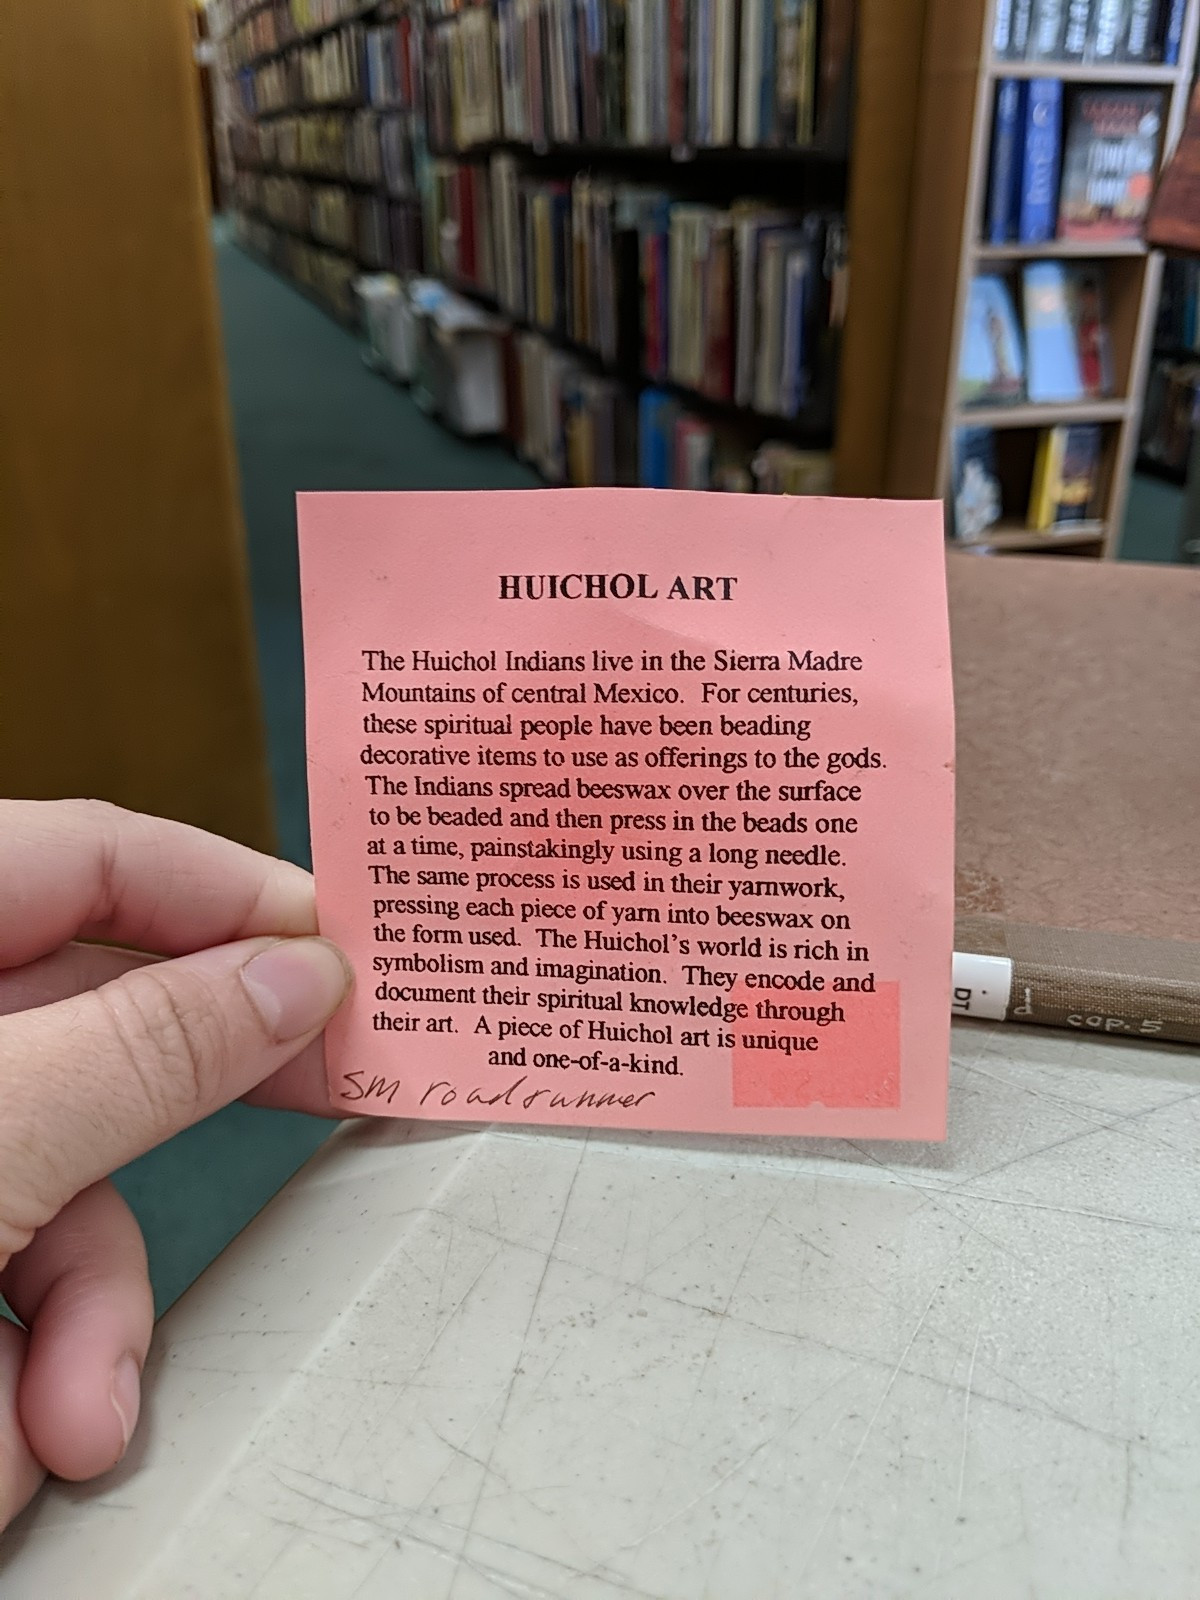 HUICHOL ART
The Huichol Indians live in the Sierra Madre
Mountains of central Mexico. For centuries,
these spiritual people have been beading
decorative items to use as offerings to the gods.
The Indians spread beeswax over the surface
to be beaded and then press in the beads one
at a time, painstakingly using a long needle.
The same process is used in their yarnwork,
pressing each piece of yarn into beeswax on
the form used. The Huichol's world is rich in
symbolism and imagination. They encode and
document their spiritual knowledge through
their art. A piece of Huichol art is unique
and one-of-a-kind.
SM roadrunner
DT
cop. 5